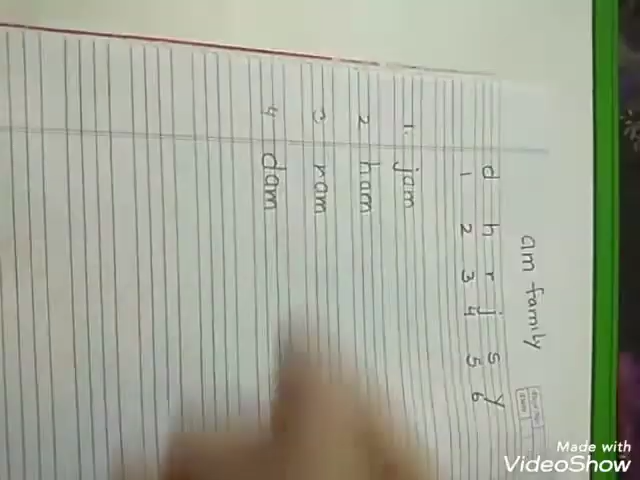 am family
d h r j s y
1 2 3 4 5 6
1. jam
2 ham
3 ram
4 dam
Made with
VideoShow